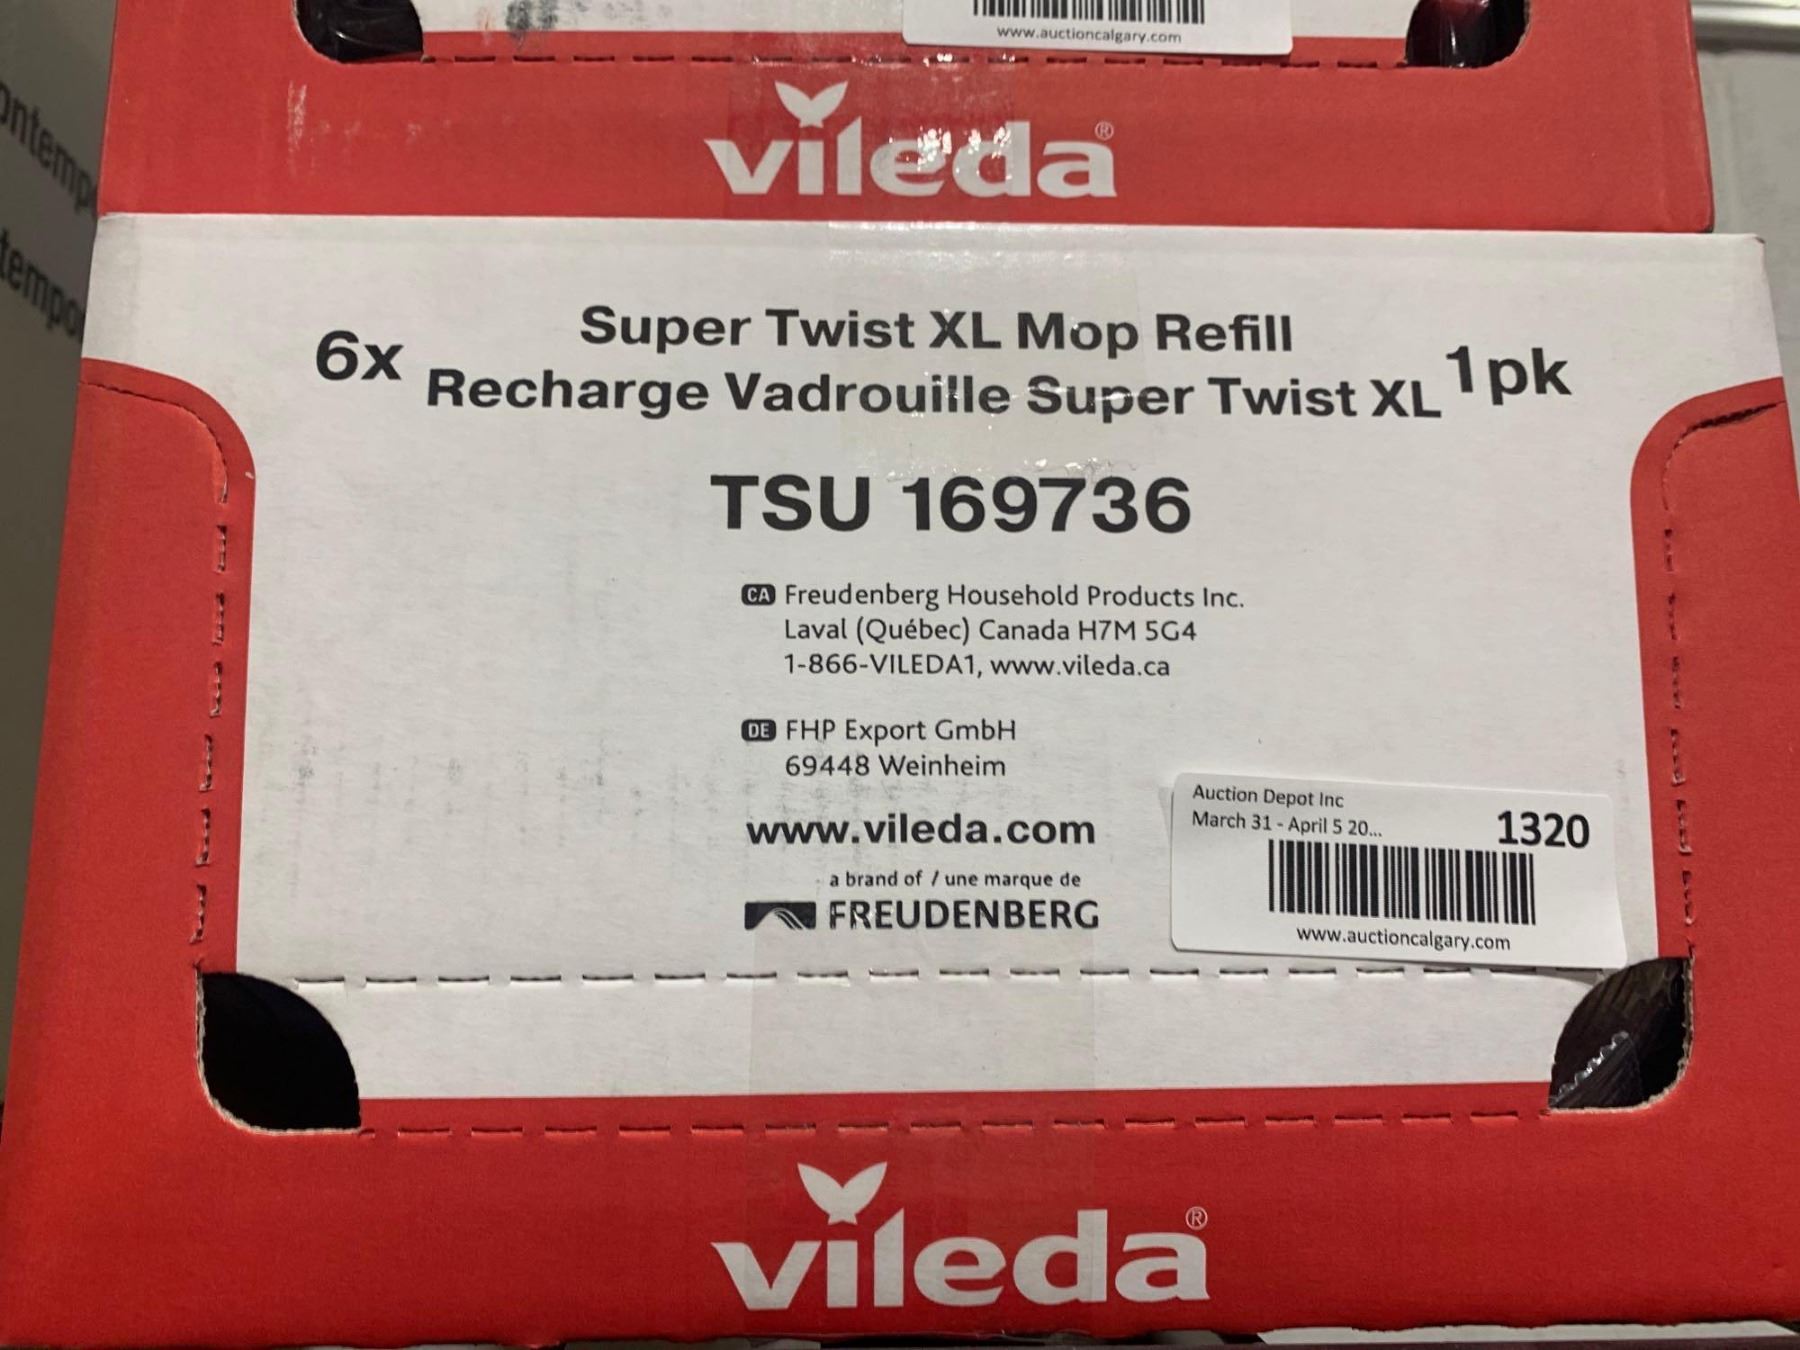 www.auctioncalgary.com
vileda®
6x
Super Twist XL Mop Refill
Recharge Vadrouille Super Twist XL
1pk
TSU 169736
CA Freudenberg Household Products Inc.
Laval (Québec) Canada H7M 5G4
1-866-VILEDA1, www.vileda.ca
DE FHP Export GmbH
69448 Weinheim
www.vileda.com
a brand of / une marque de
FREUDENBERG
Auction Depot Inc
March 31 - April 5 20...
1320
www.auctioncalgary.com
vileda®